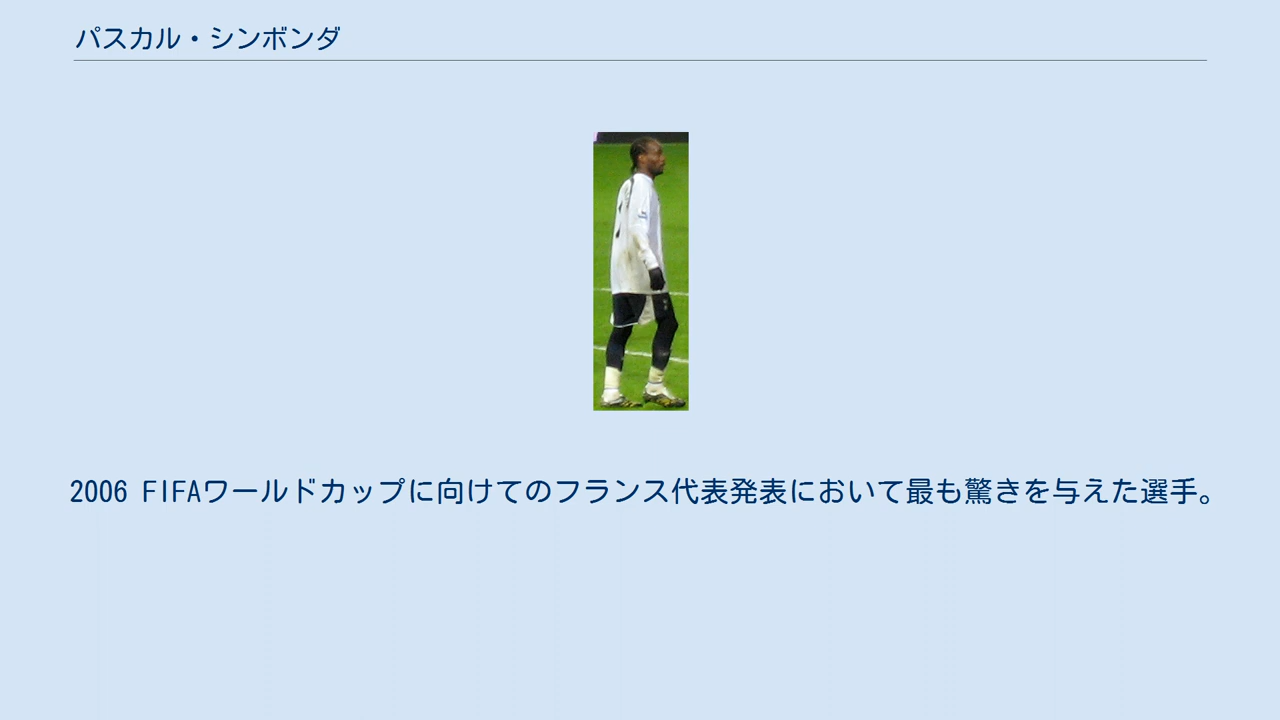 パスカル・シンボンダ
2006 FIFAワールドカップに向けてのフランス代表発表において最も驚きを与えた選手。